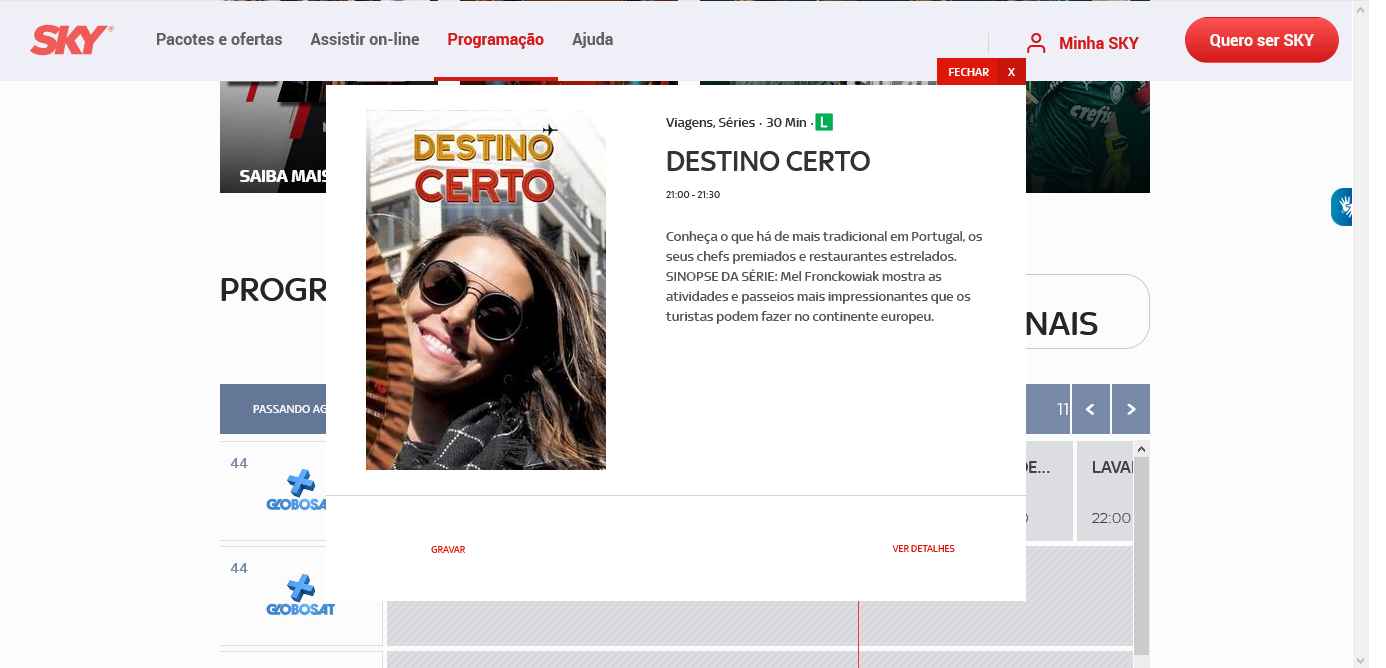 SKY
Pacotes e ofertas
Assistir on-line
Programação
Ajuda
Minha SKY
Quero ser SKY
FECHAR X
SAIBA MAIS
DESTINO
CERTO
Viagens, Séries · 30 Min · L
DESTINO CERTO
21:00 - 21:30
Conheça o que há de mais tradicional em Portugal, os
seus chefs premiados e restaurantes estrelados.
SINOPSE DA SÉRIE: Mel Fronckowiak mostra as
atividades e passeios mais impressionantes que os
turistas podem fazer no continente europeu.
Crefisa
PROGR
NAIS
PASSANDO AG
11
< >
44
GLOBOSA
DE...
LAVA
22:00
GRAVAR
VER DETALHES
44
GLOBOSAT